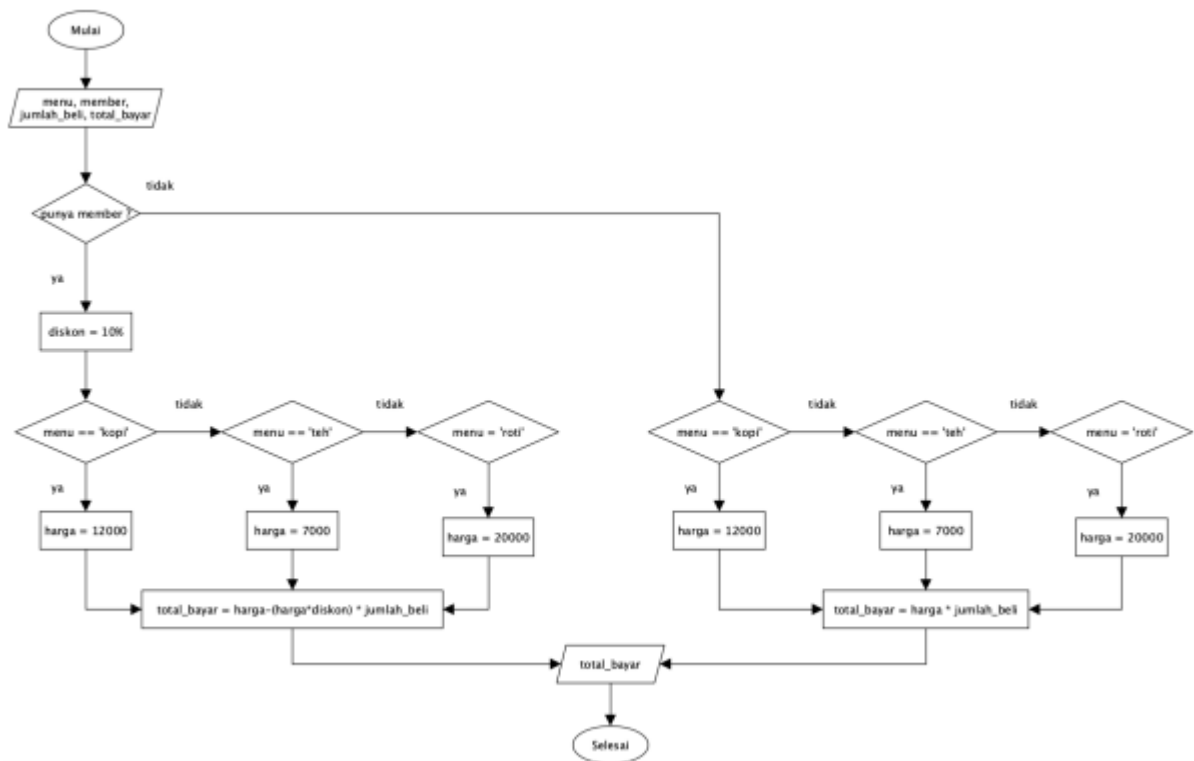 Mulai
menu, member,
jumlah_beli, total_bayar
tidak
punya member ?
ya
diskon = 10%
tidak
tidak
tidak
tidak
menu == 'kopi'
menu == 'teh'
menu = 'roti'
menu == 'kopi'
menu == 'teh'
menu = 'roti'
ya
ya
ya
ya
ya
ya
harga = 12000
harga = 7000
harga = 20000
harga = 12000
harga = 7000
harga = 20000
total_bayar = harga-(harga*diskon) * jumlah_beli
total_bayar = harga * jumlah_beli
total_bayar
Selesai